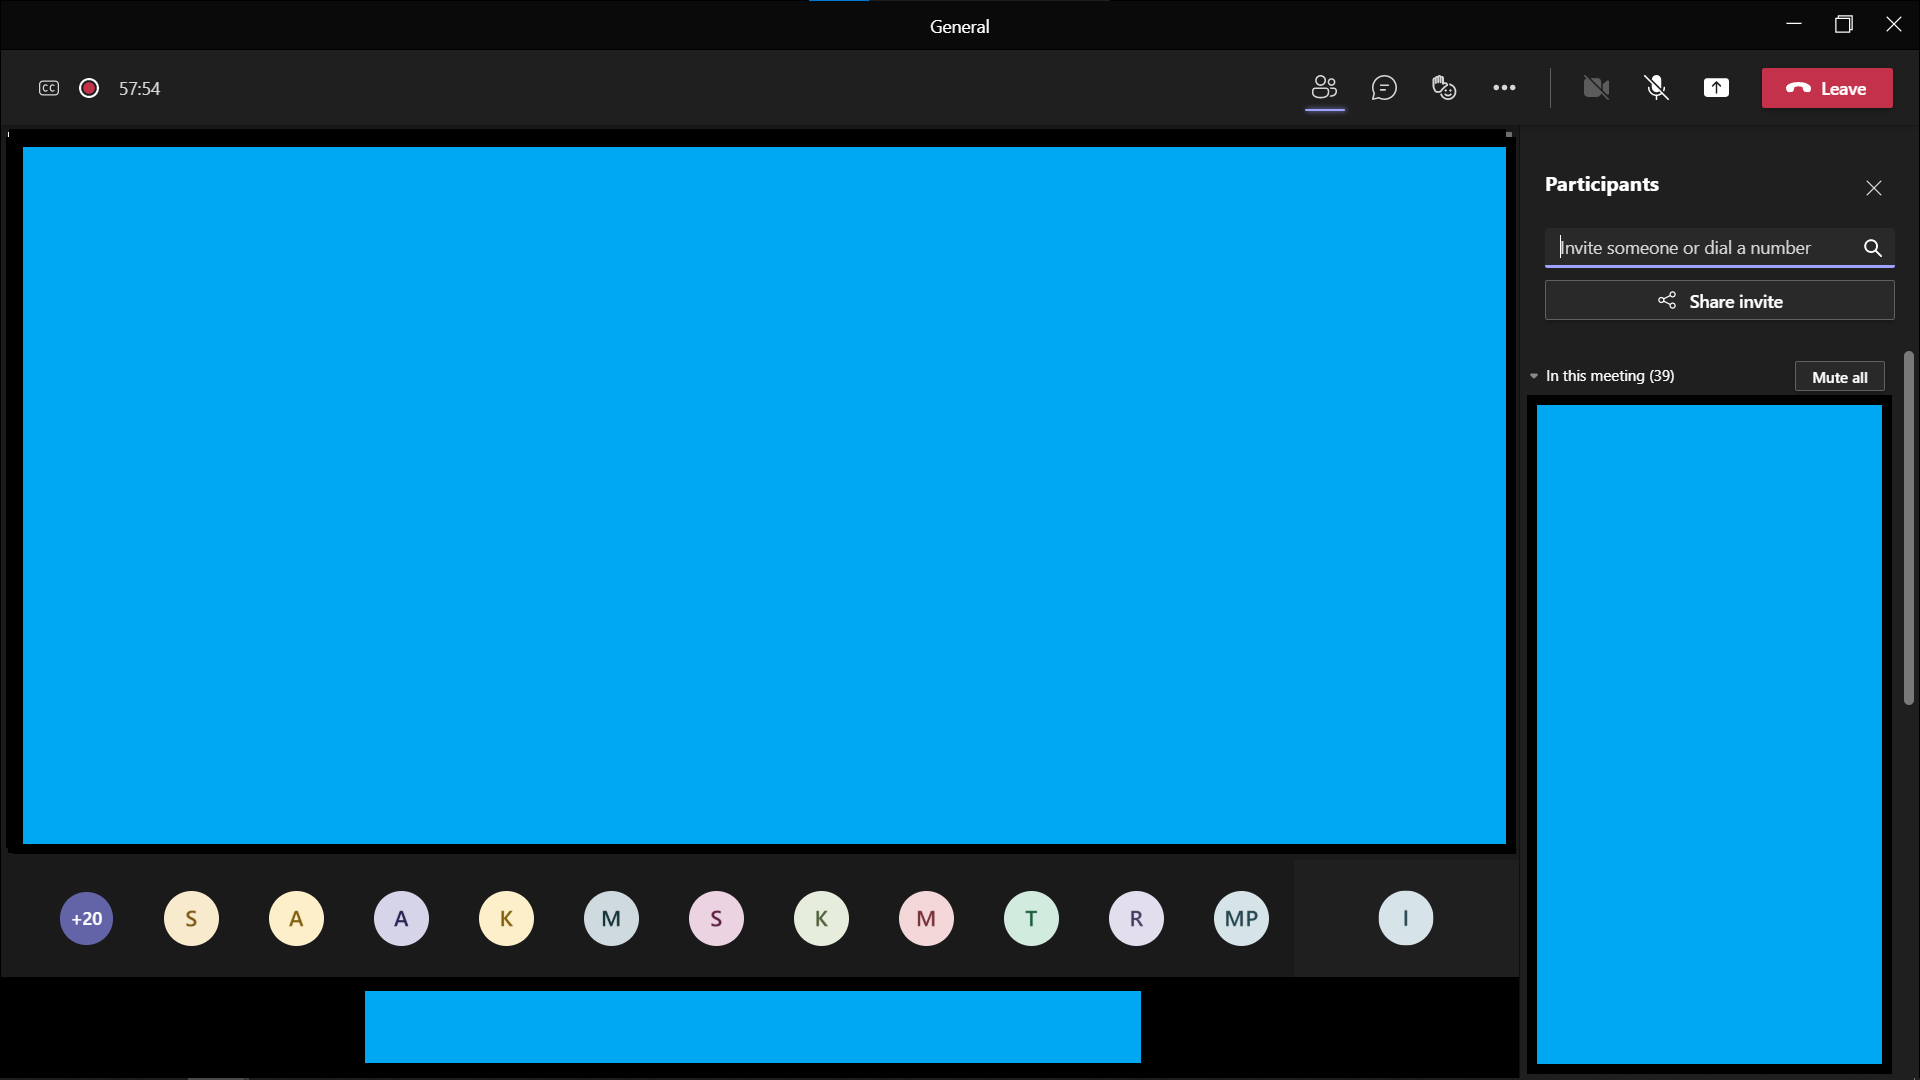 General
CC
57:54
Leave
Participants
Invite someone or dial a number
Share invite
In this meeting (39)
Mute all
+20
S
A
A
K
M
S
K
M
T
R
MP
I